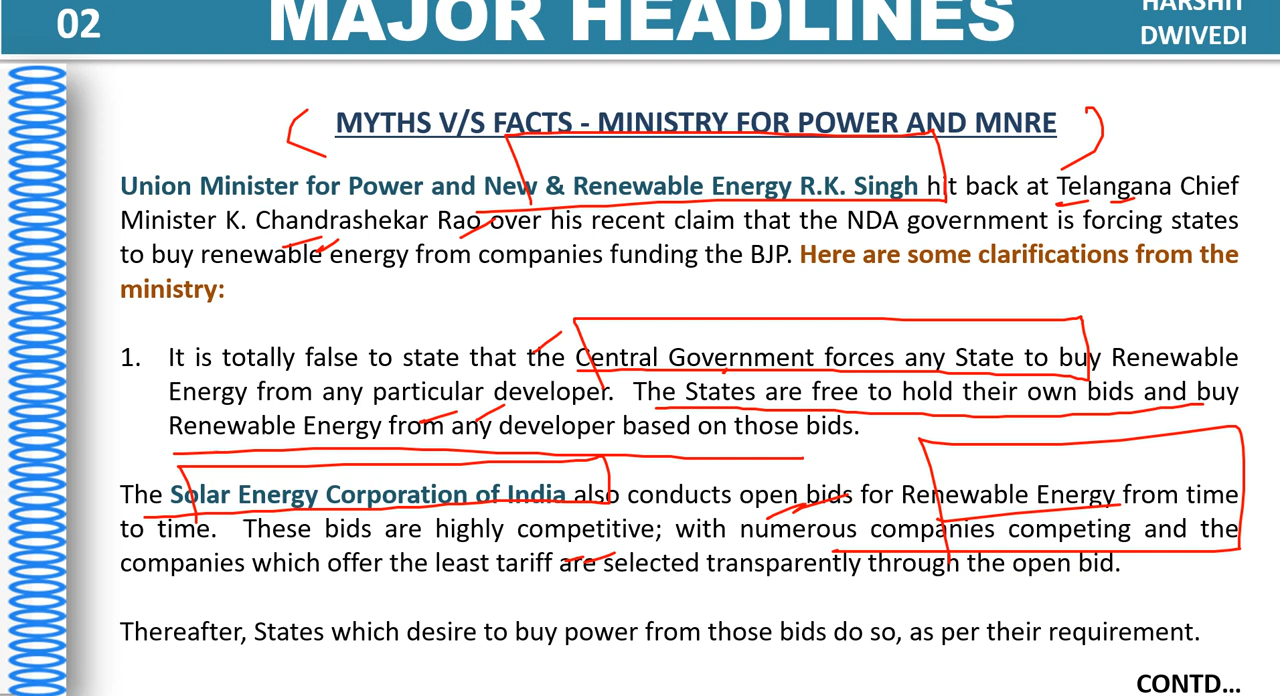 02
MAJOR HEADLINES
HARSHIT
DWIVEDI
MYTHS V/S FACTS - MINISTRY FOR POWER AND MNRE
Union Minister for Power and New & Renewable Energy R.K. Singh hit back at Telangana Chief
Minister K. Chandrashekar Rao over his recent claim that the NDA government is forcing states
to buy renewable energy from companies funding the BJP. Here are some clarifications from the
ministry:
1. It is totally false to state that the Central Government forces any State to buy Renewable
Energy from any particular developer. The States are free to hold their own bids and buy
Renewable Energy from any developer based on those bids.
The Solar Energy Corporation of India also conducts open bids for Renewable Energy from time
to time. These bids are highly competitive; with numerous companies competing and the
companies which offer the least tariff are selected transparently through the open bid.
Thereafter, States which desire to buy power from those bids do so, as per their requirement.
CONTD...